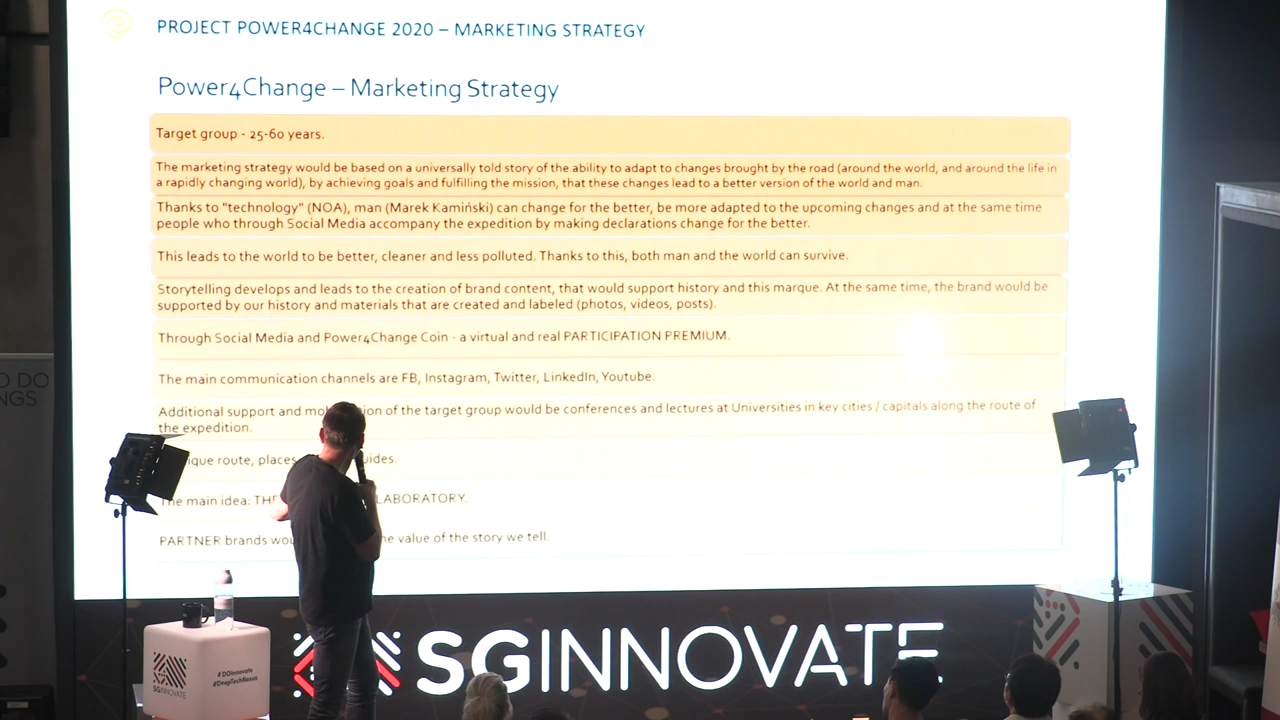 PROJECT POWER4CHANGE 2020 – MARKETING STRATEGY
Power4Change – Marketing Strategy
Target group - 25-60 years.
The marketing strategy would be based on a universally told story of the ability to adapt to changes brought by the road (around the world, and around the life in
a rapidly changing world), by achieving goals and fulfilling the mission, that these changes lead to a better version of the world and man.
Thanks to "technology" (NOA), man (Marek Kamiński) can change for the better, be more adapted to the upcoming changes and at the same time
people who through Social Media accompany the expedition by making declarations change for the better.
This leads to the world to be better, cleaner and less polluted. Thanks to this, both man and the world can survive.
Storytelling develops and leads to the creation of brand content, that would support history and this marque. At the same time, the brand would be
supported by our history and materials that are created and labeled (photos, videos, posts).
Through Social Media and Power4Change Coin - a virtual and real PARTICIPATION PREMIUM.
The main communication channels are FB, Instagram, Twitter, LinkedIn, Youtube.
Additional support and of the target group would be conferences and lectures at Universities in key cities / capitals along the route of
the expedition.
route, places
The main idea: LABORATORY.
PARTNER brands value of the story we tell.
O DO
NGS
SGINNOVATE
#DOInnovate
#DeepTechNexus
SGINNOVATE